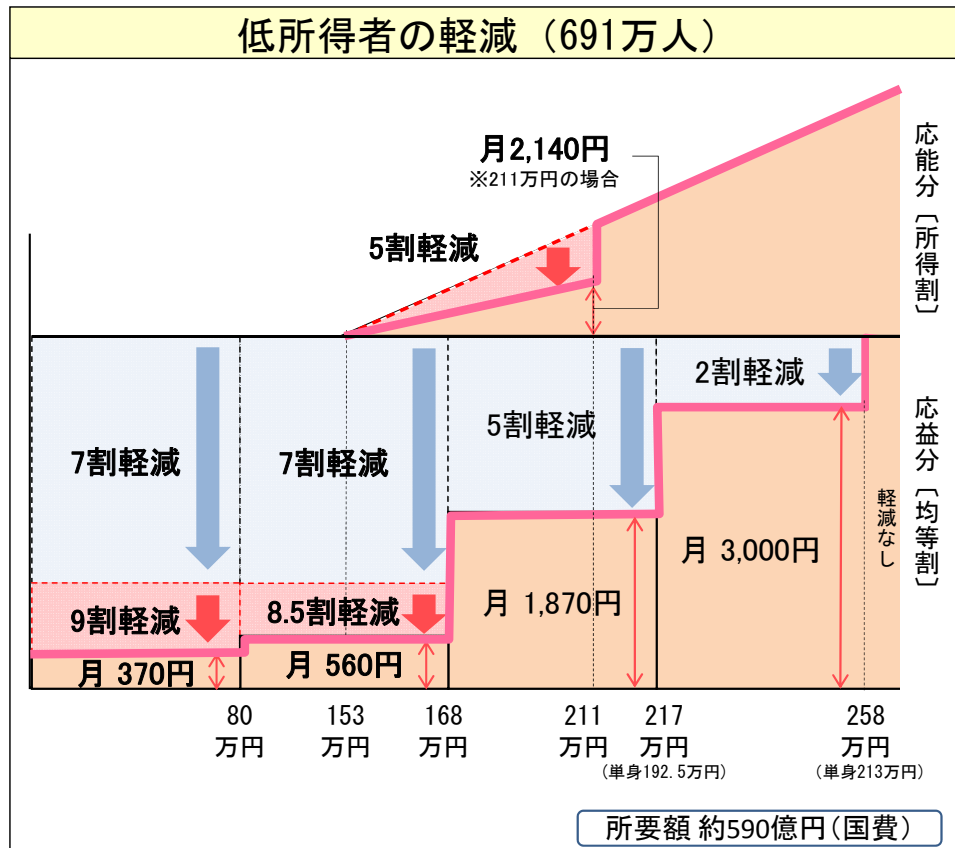 低所得者の軽減（691万人）
月2,140円
※211万円の場合
5割軽減
応能分〔所得割〕
7割軽減
7割軽減
5割軽減
2割軽減
応益分〔均等割〕
軽減なし
9割軽減
8.5割軽減
月 370円
月 560円
月 1,870円
月 3,000円
80
万円
153
万円
168
万円
211
万円
217
万円
（単身192.5万円）
258
万円
（単身213万円）
所要額 約590億円（国費）